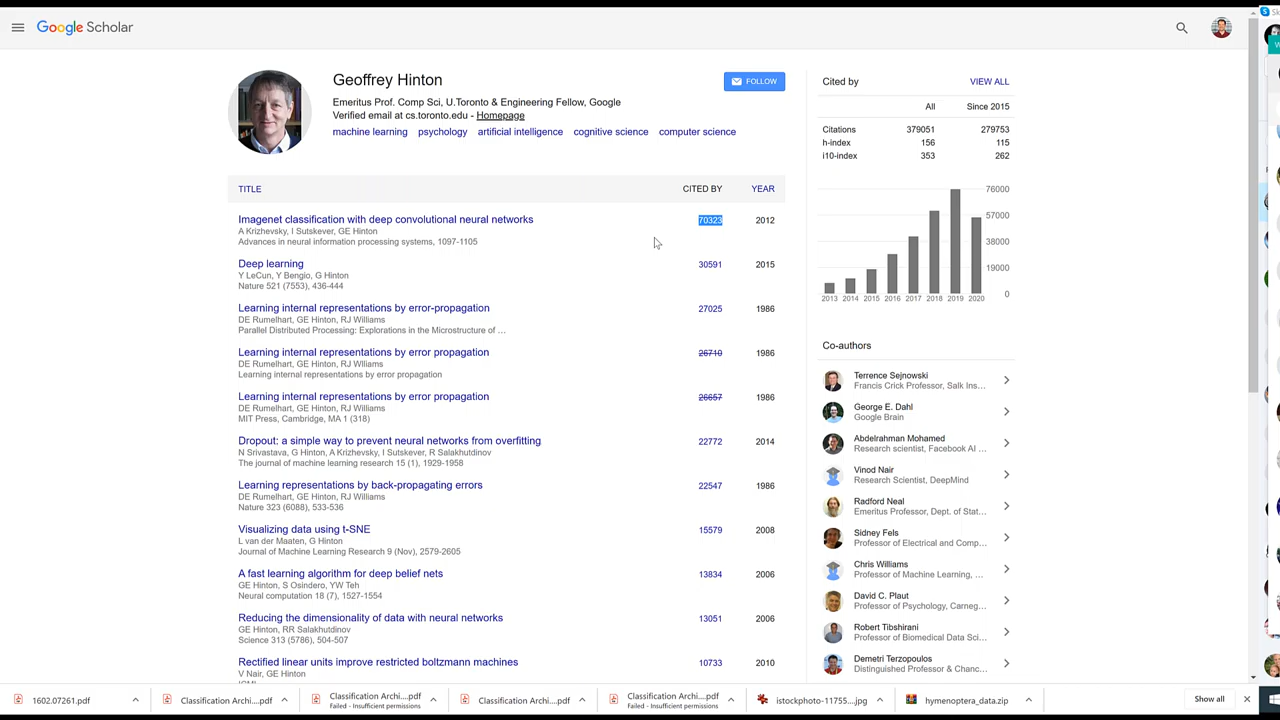 Google Scholar
Geoffrey Hinton
Emeritus Prof. Comp Sci, U.Toronto & Engineering Fellow, Google
Verified email at cs.toronto.edu - Homepage
machine learning psychology artificial intelligence cognitive science computer science
FOLLOW
TITLE CITED BY YEAR
Imagenet classification with deep convolutional neural networks 70323 2012
A Krizhevsky, I Sutskever, GE Hinton
Advances in neural information processing systems, 1097-1105
Deep learning 30591 2015
Y LeCun, Y Bengio, G Hinton
Nature 521 (7553), 436-444
Learning internal representations by error-propagation 27025 1986
DE Rumelhart, GE Hinton, RJ Williams
Parallel Distributed Processing: Explorations in the Microstructure of …
Learning internal representations by error propagation 26710 1986
DE Rumelhart, GE Hinton, RJ Wliams
Learning internal representations by error propagation
Learning internal representations by error propagation 26657 1986
DE Rumelhart, GE Hinton, RJ Williams
MIT Press, Cambridge, MA 1 (318)
Dropout: a simple way to prevent neural networks from overfitting 22772 2014
N Srivastava, G Hinton, A Krizhevsky, I Sutskever, R Salakhutdinov
The journal of machine learning research 15 (1), 1929-1958
Learning representations by back-propagating errors 22547 1986
DE Rumelhart, GE Hinton, RJ Williams
Nature 323 (6088), 533-536
Visualizing data using t-SNE 15579 2008
L van der Maaten, G Hinton
Journal of Machine Learning Research 9 (Nov), 2579-2605
A fast learning algorithm for deep belief nets 13834 2006
GE Hinton, S Osindero, YW Teh
Neural computation 18 (7), 1527-1554
Reducing the dimensionality of data with neural networks 13051 2006
GE Hinton, RR Salakhutdinov
Science 313 (5786), 504-507
Rectified linear units improve restricted boltzmann machines 10733 2010
V Nair, GE Hinton
Cited by VIEW ALL
All Since 2015
Citations 379051 279753
h-index 156 115
i10-index 353 262
76000
57000
38000
19000
0
2013 2014 2015 2016 2017 2018 2019 2020
Co-authors
Terrence Sejnowski
Francis Crick Professor, Salk Ins…
George E. Dahl
Google Brain
Abdelrahman Mohamed
Research scientist, Facebook AI …
Vinod Nair
Research Scientist, DeepMind
Radford Neal
Emeritus Professor, Dept. of Stat…
Sidney Fels
Professor of Electrical and Comp…
Chris Williams
Professor of Machine Learning, …
David C. Plaut
Professor of Psychology, Carneg…
Robert Tibshirani
Professor of Biomedical Data Sci…
Demetri Terzopoulos
Distinguished Professor & Chanc…
1602.07261.pdf
Classification Archi....pdf
Classification Archi....pdf
Failed - Insufficient permissions
Classification Archi....pdf
Classification Archi....pdf
Failed - Insufficient permissions
istockphoto-11755....jpg
hymenoptera_data.zip
Show all